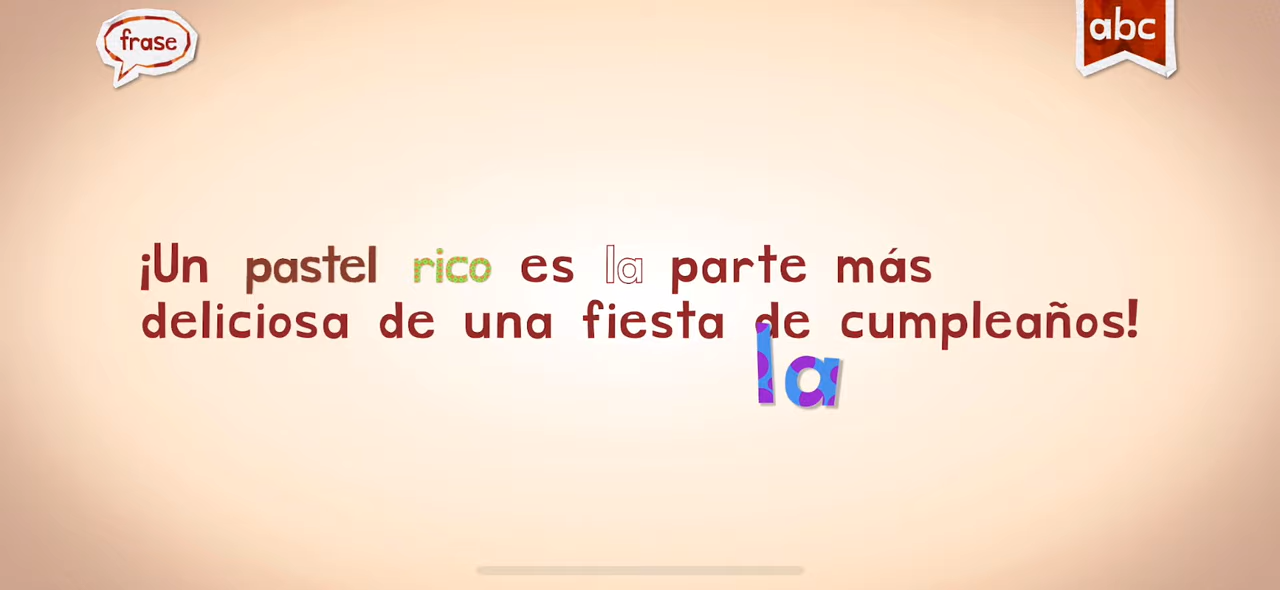 frase
abc
¡Un pastel rico es la parte más
deliciosa de una fiesta de cumpleaños!
la